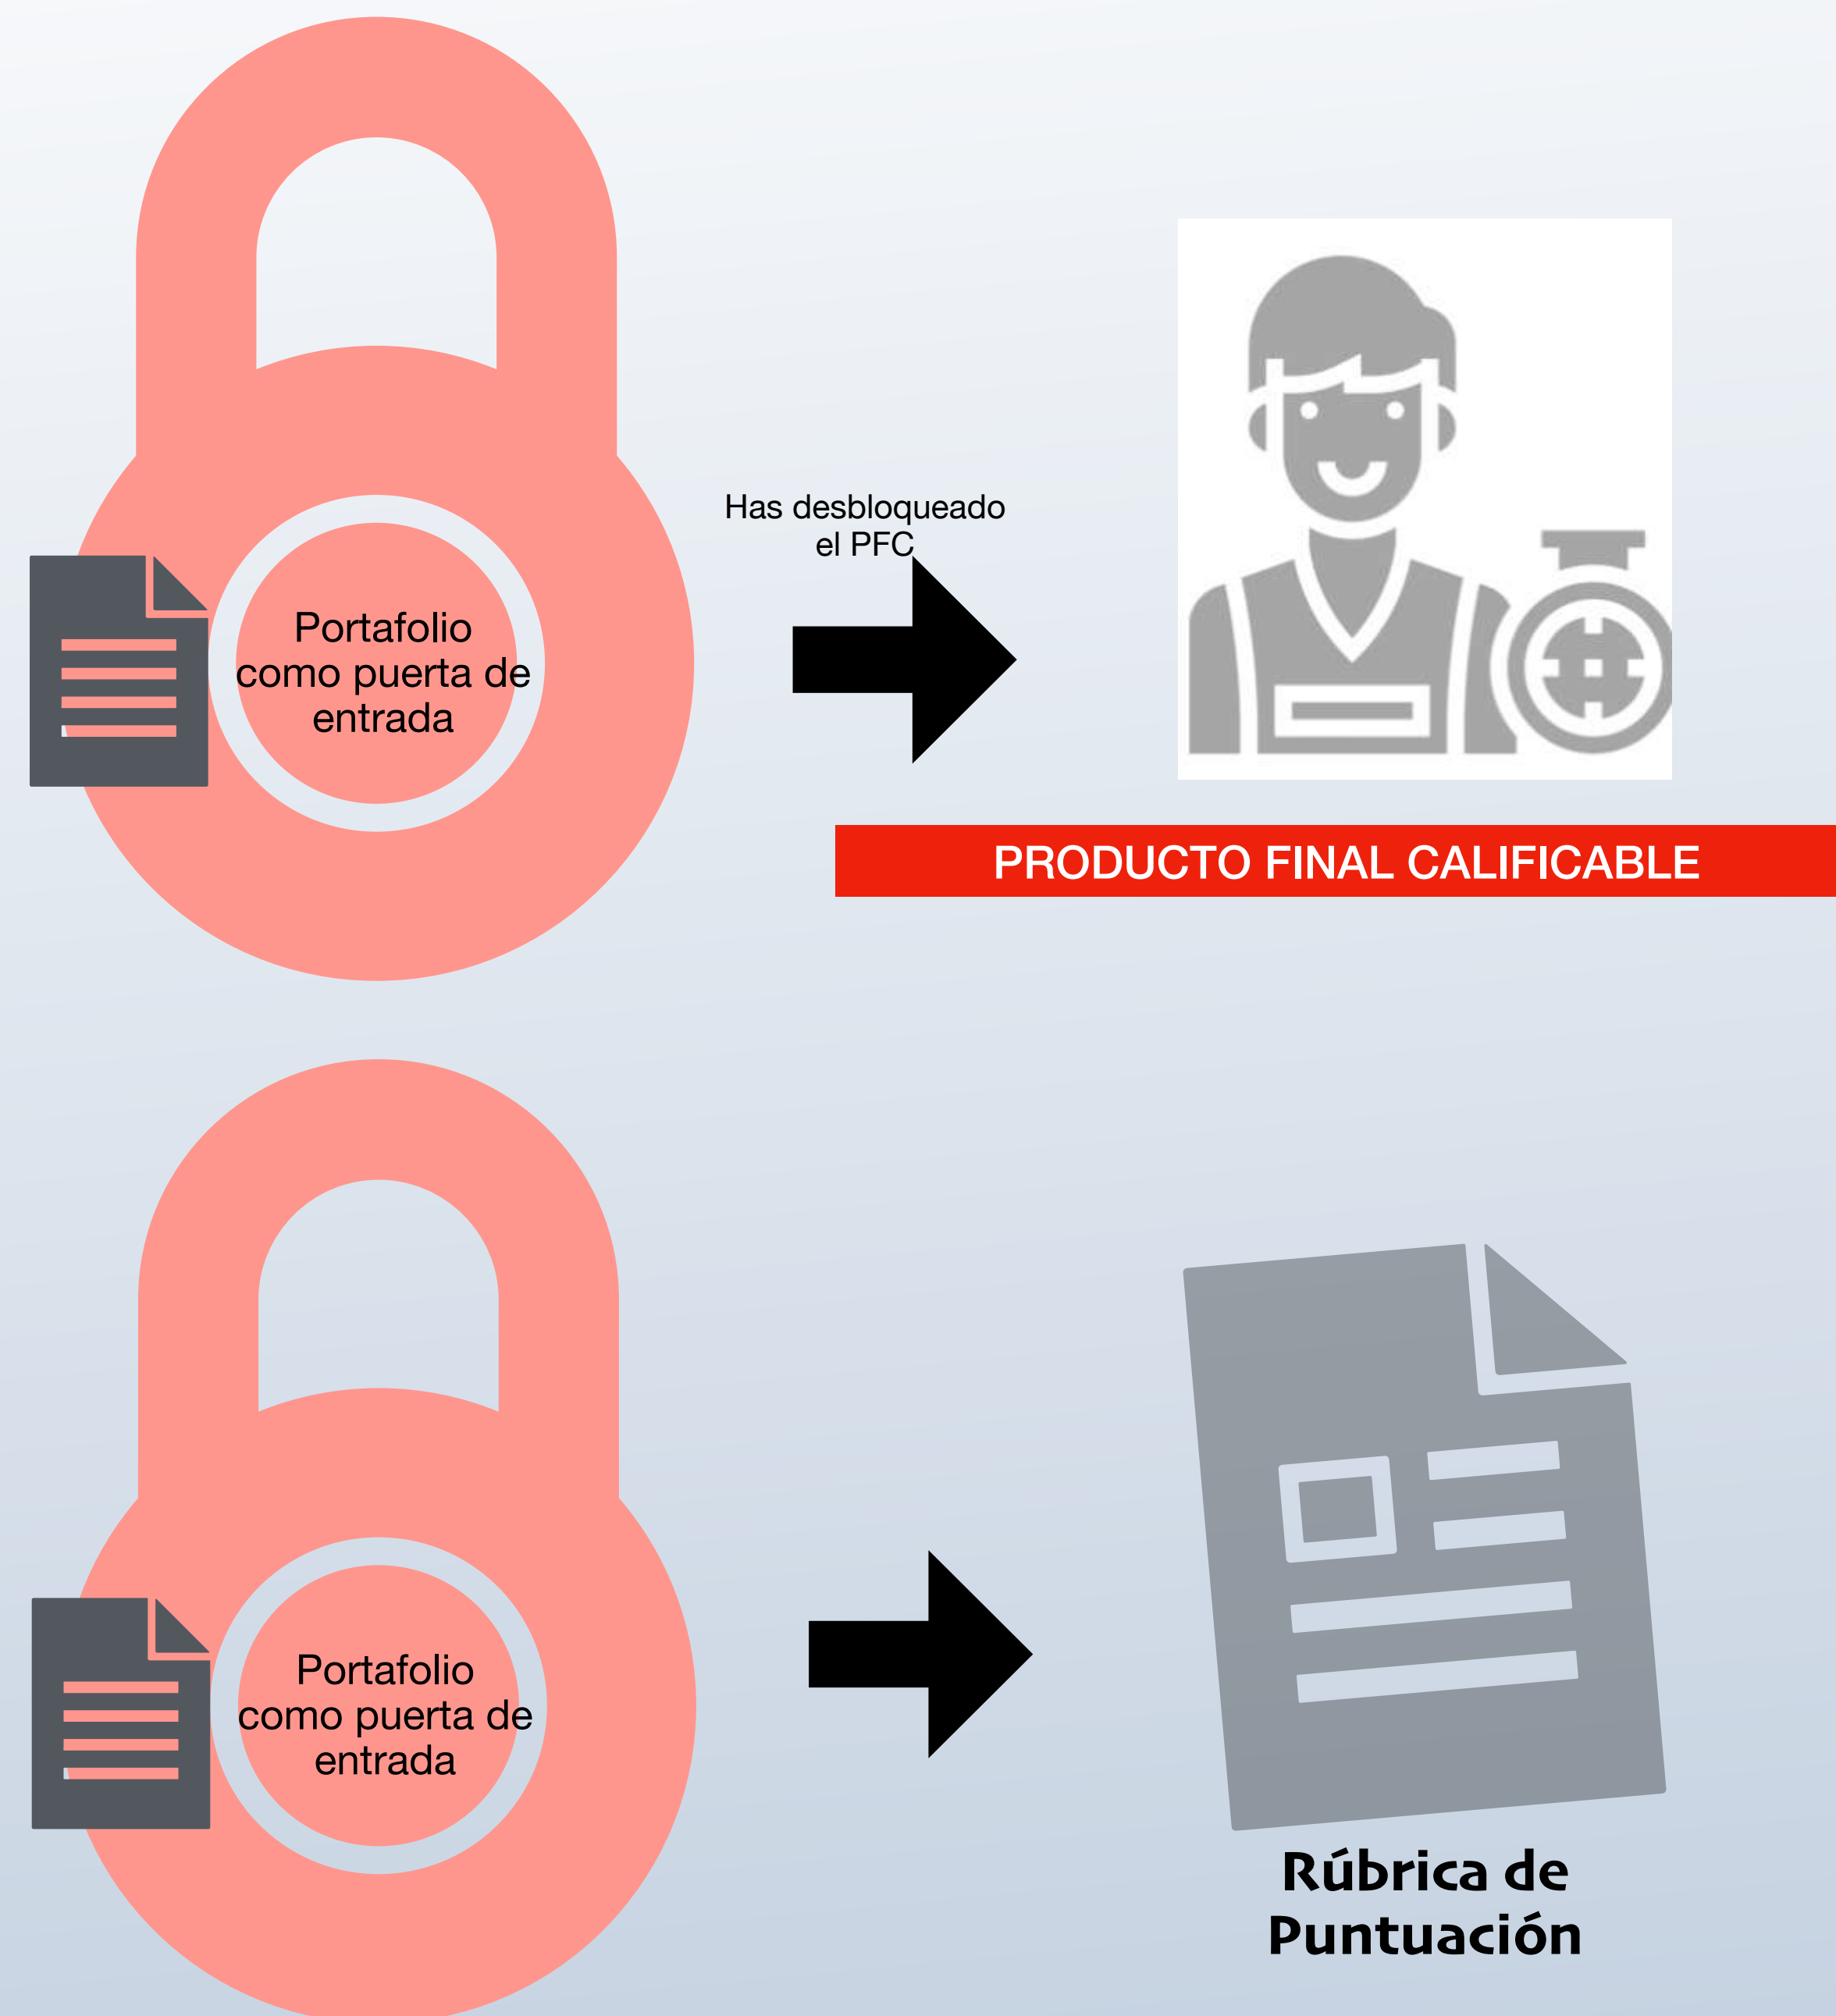 Has desbloqueado
el PFC
Portafolio
como puerta de
entrada
PRODUCTO FINAL CALIFICABLE
Portafolio
como puerta de
entrada
Rúbrica de
Puntuación